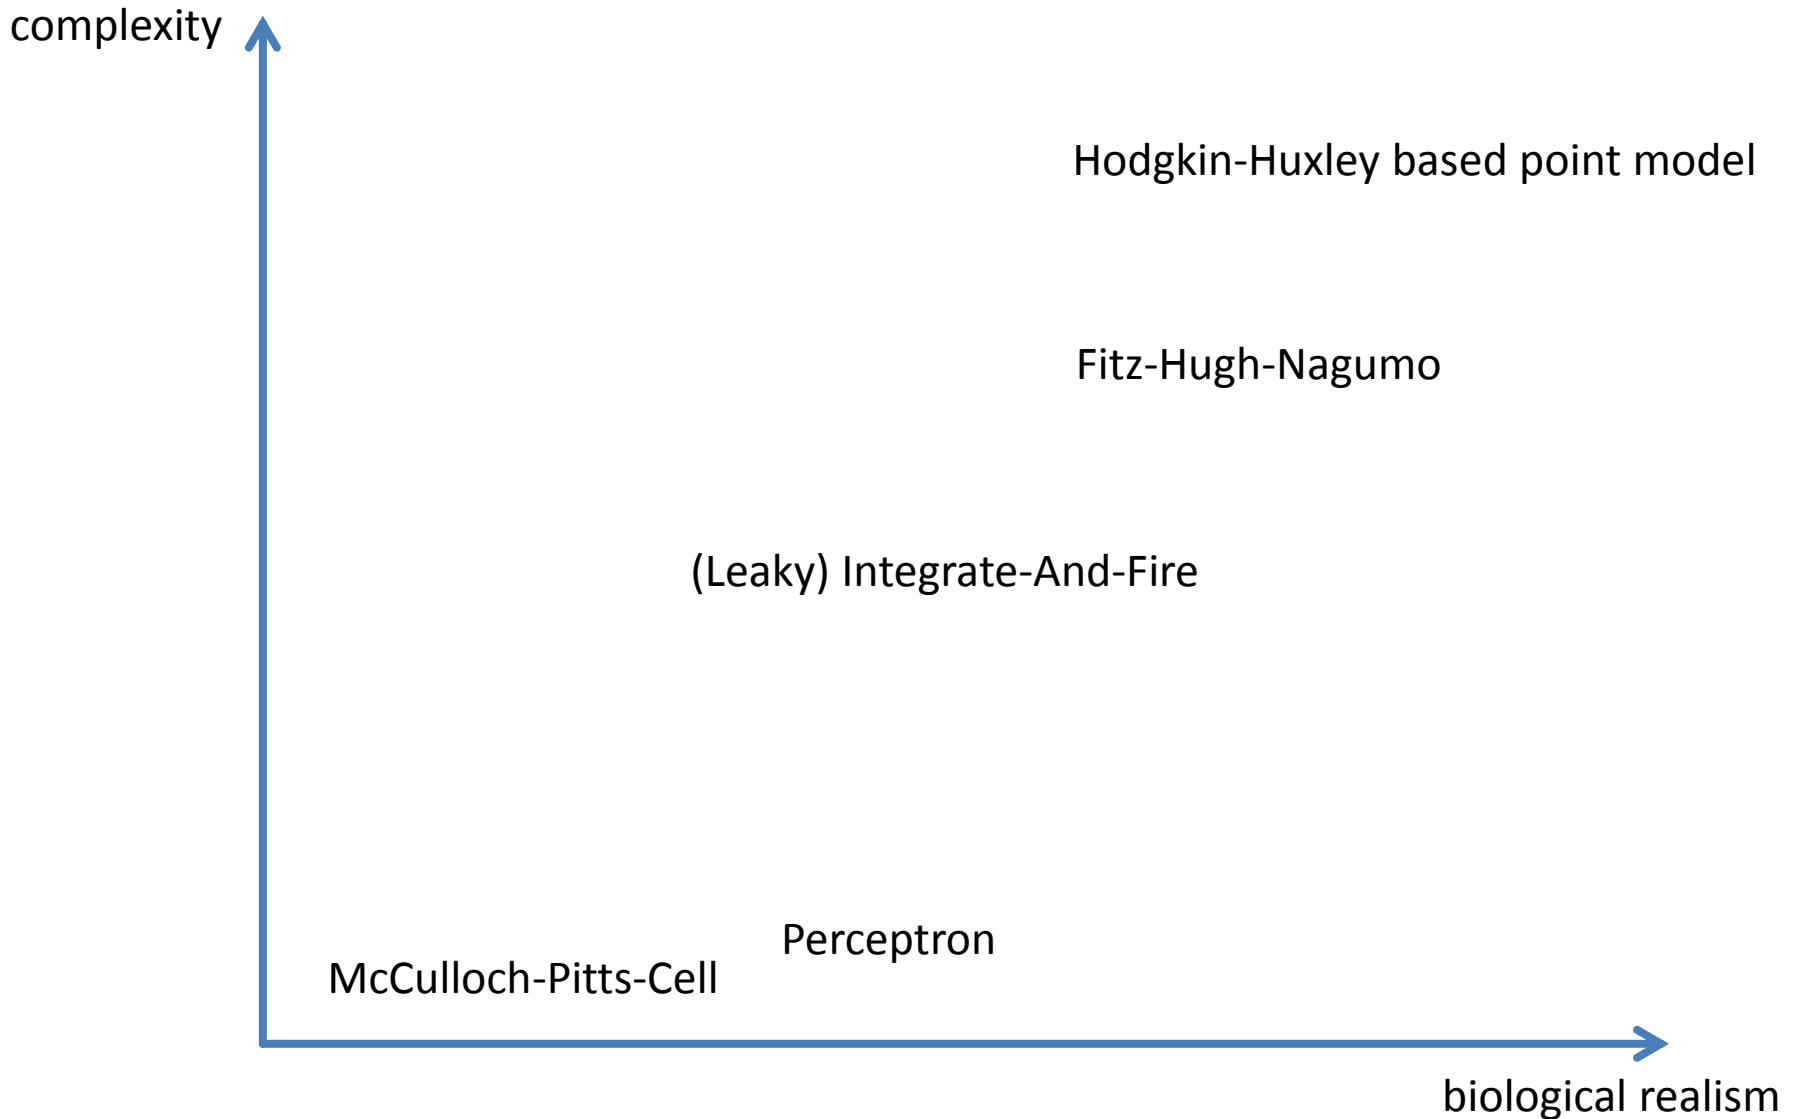 complexity
Hodgkin-Huxley based point model
Fitz-Hugh-Nagumo
(Leaky) Integrate-And-Fire
Perceptron
McCulloch-Pitts-Cell
biological realism